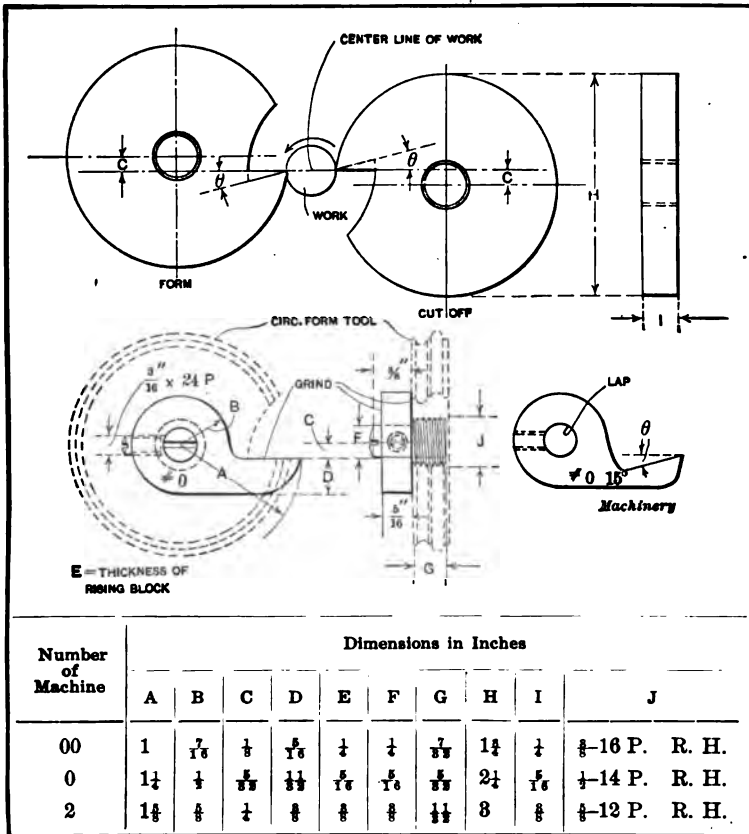 CENTER LINE OF WORK
C
θ
θ
C
H
WORK
FORM
CUT OFF
I
CIRC. FORM TOOL
3/16" × 24 P
GRIND
B
C
F
J
A
D
≠ 0
5/16"
G
E = THICKNESS OF
RISING BLOCK
LAP
θ
≠ 0 15°
Machinery
Number of Machine
Dimensions in Inches
A B C D E F G H I J
00 1 7/16 1/8 5/16 1/4 1/4 7/32 1 3/4 1/4 3/8-16 P. R. H.
0 1 1/4 1/2 5/32 11/32 5/16 5/16 5/32 2 1/4 5/16 1/2-14 P. R. H.
2 1 5/8 5/8 1/4 3/8 3/8 3/8 11/32 3 3/8 5/8-12 P. R. H.